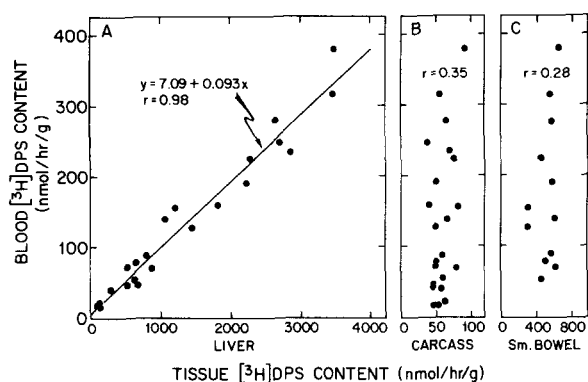 A
B
C
400
300
200
100
0
BLOOD [³H]DPS CONTENT
(nmol/hr/g)
y=7.09+0.093x
r=0.98
r=0.35
r=0.28
0 1000 2000 3000 4000
0 50 100
0 400 800
LIVER
CARCASS
Sm. BOWEL
TISSUE [³H]DPS CONTENT (nmol/hr/g)